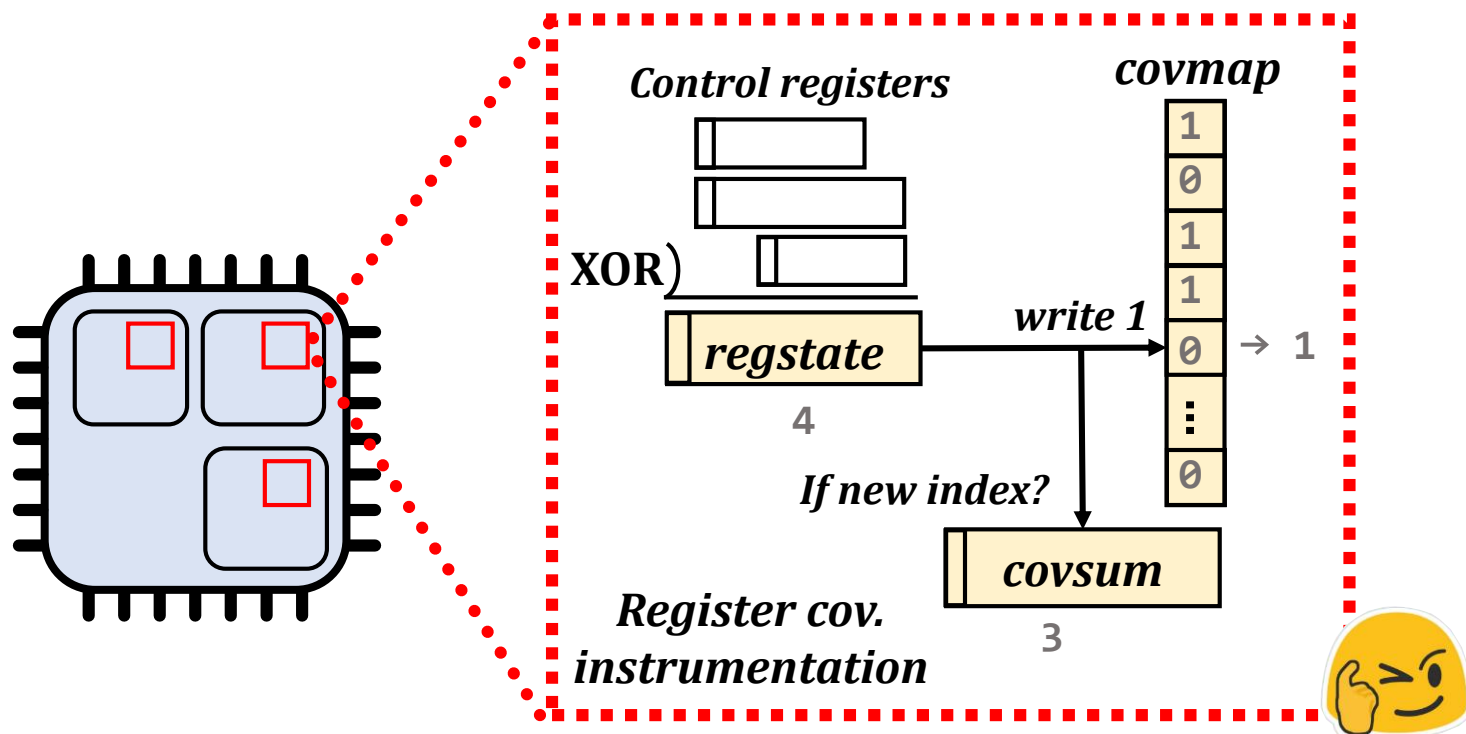 Control registers
covmap
1
0
1
1
0 → 1
⋮
0
XOR)
regstate
4
write 1
If new index?
covsum
3
Register cov.
instrumentation